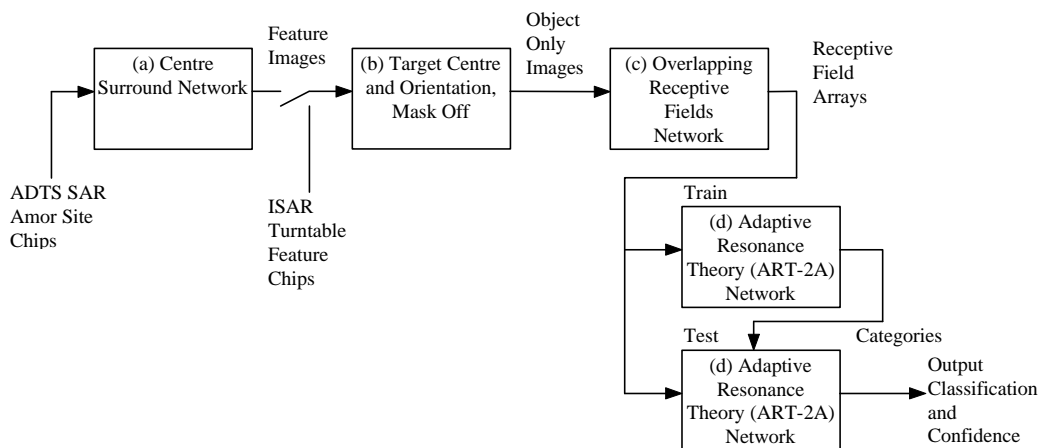 (a) Centre
Surround Network
Feature
Images
(b) Target Centre
and Orientation,
Mask Off
Object
Only
Images
(c) Overlapping
Receptive
Fields
Network
Receptive
Field
Arrays
ADTS SAR
Amor Site
Chips
ISAR
Turntable
Feature
Chips
Train
(d) Adaptive
Resonance
Theory (ART-2A)
Network
Categories
Test
(d) Adaptive
Resonance
Theory (ART-2A)
Network
Output
Classification
and
Confidence